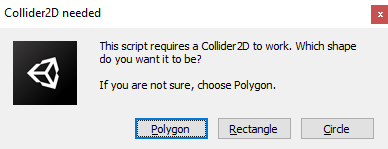 Collider2D needed
This script requires a Collider2D to work. Which shape
do you want it to be?
If you are not sure, choose Polygon.
Polygon Rectangle Circle